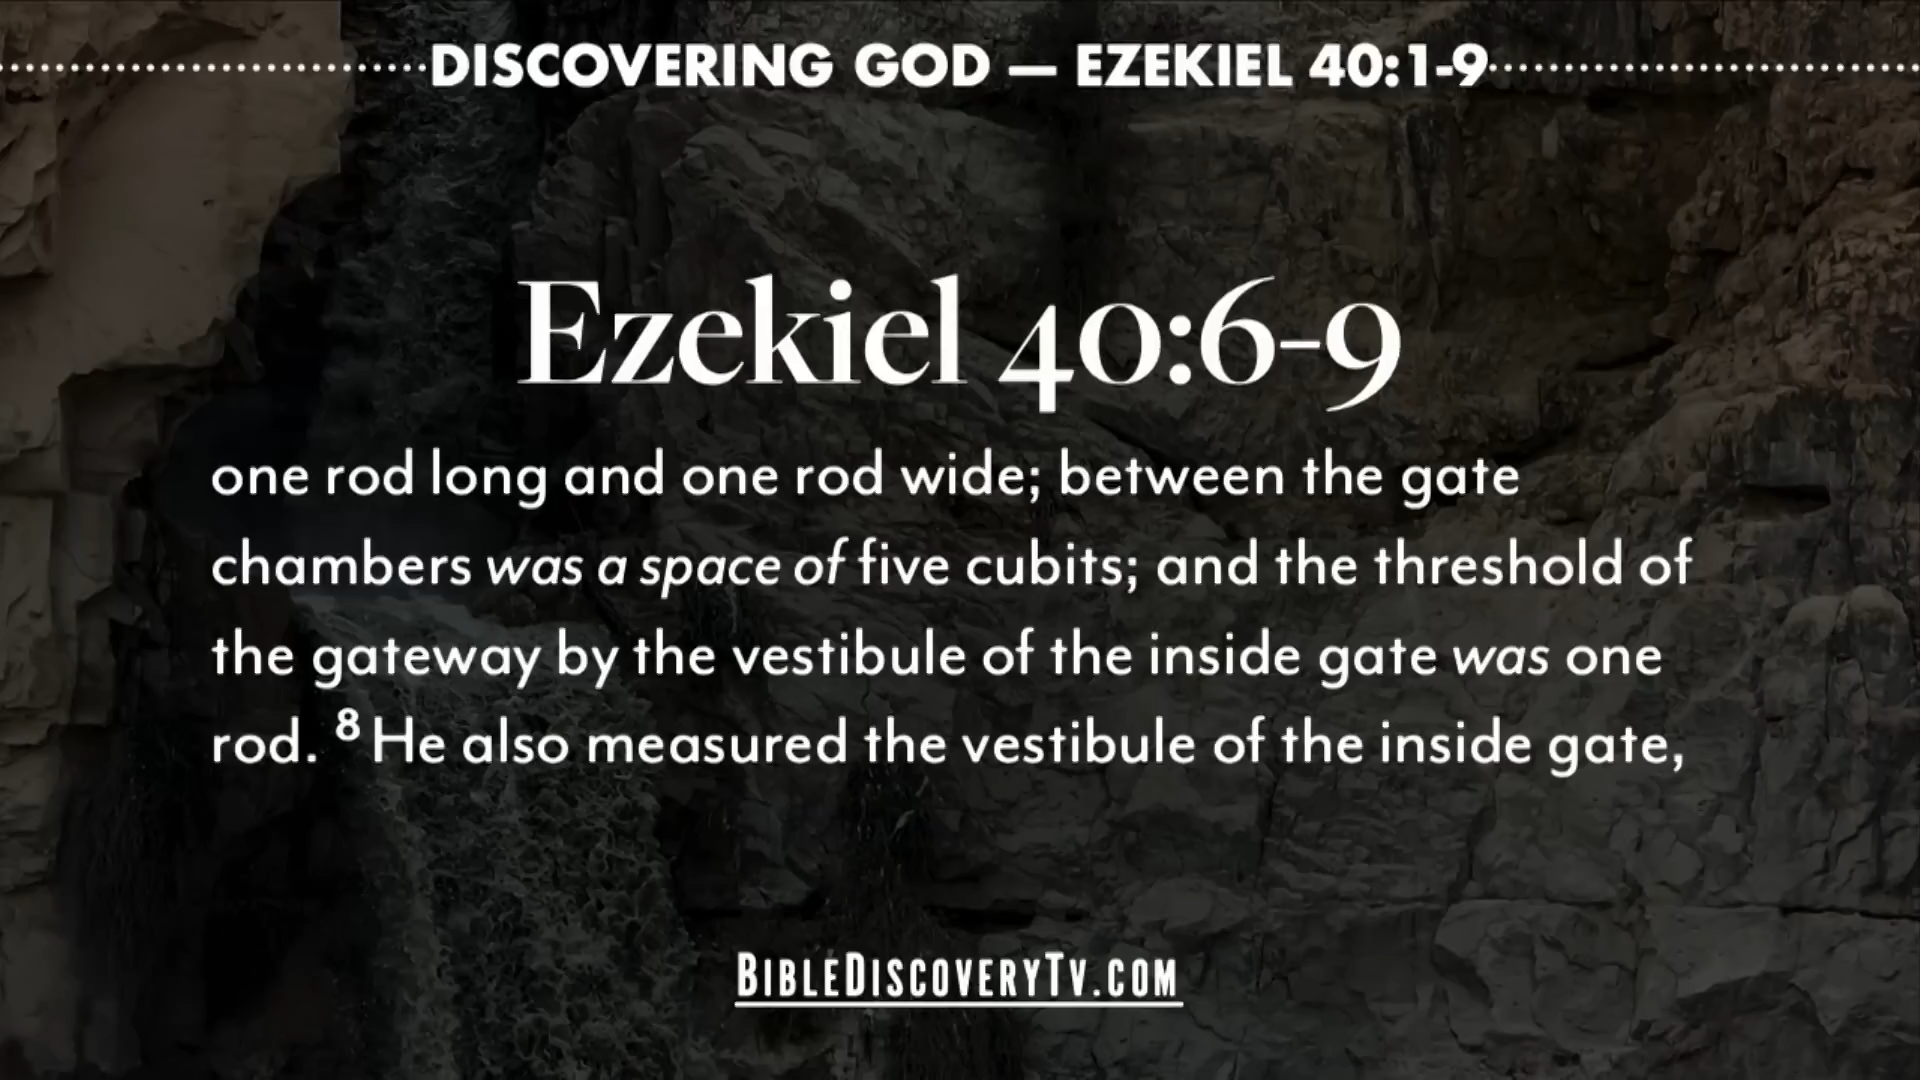 DISCOVERING GOD — EZEKIEL 40:1-9
Ezekiel 40:6-9
one rod long and one rod wide; between the gate
chambers was a space of five cubits; and the threshold of
the gateway by the vestibule of the inside gate was one
rod. 8 He also measured the vestibule of the inside gate,
BIBLEDISCOVERYTV.COM